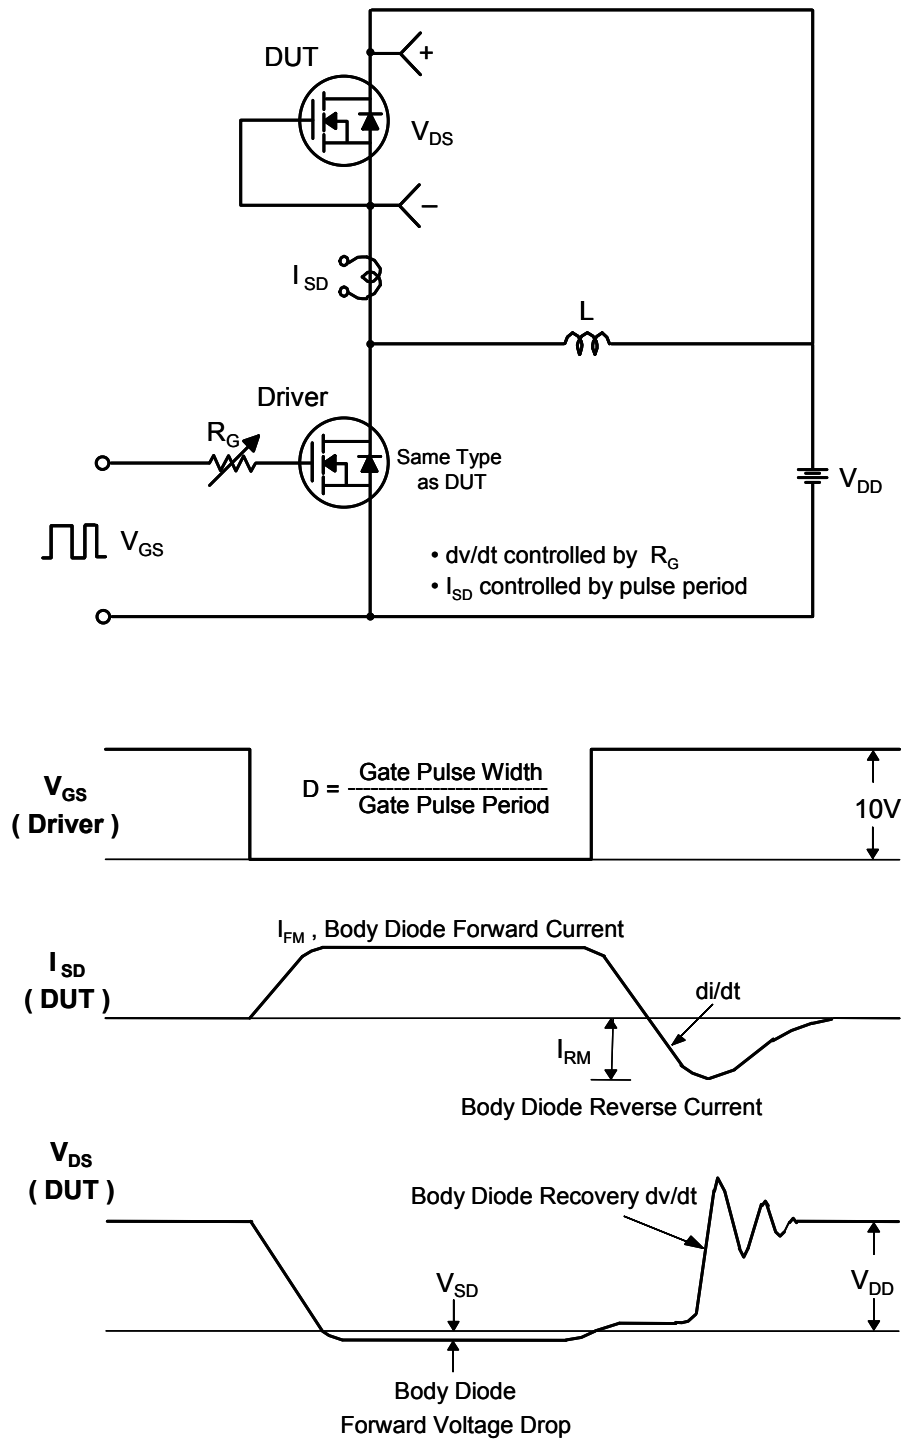 DUT
+
V_DS
−
I_SD
L
Driver
R_G
Same Type
as DUT
V_DD
V_GS
• dv/dt controlled by R_G
• I_SD controlled by pulse period
V_GS
( Driver )
D = Gate Pulse Width
Gate Pulse Period
10V
I_FM , Body Diode Forward Current
I_SD
( DUT )
di/dt
I_RM
Body Diode Reverse Current
V_DS
( DUT )
Body Diode Recovery dv/dt
V_SD
V_DD
Body Diode
Forward Voltage Drop